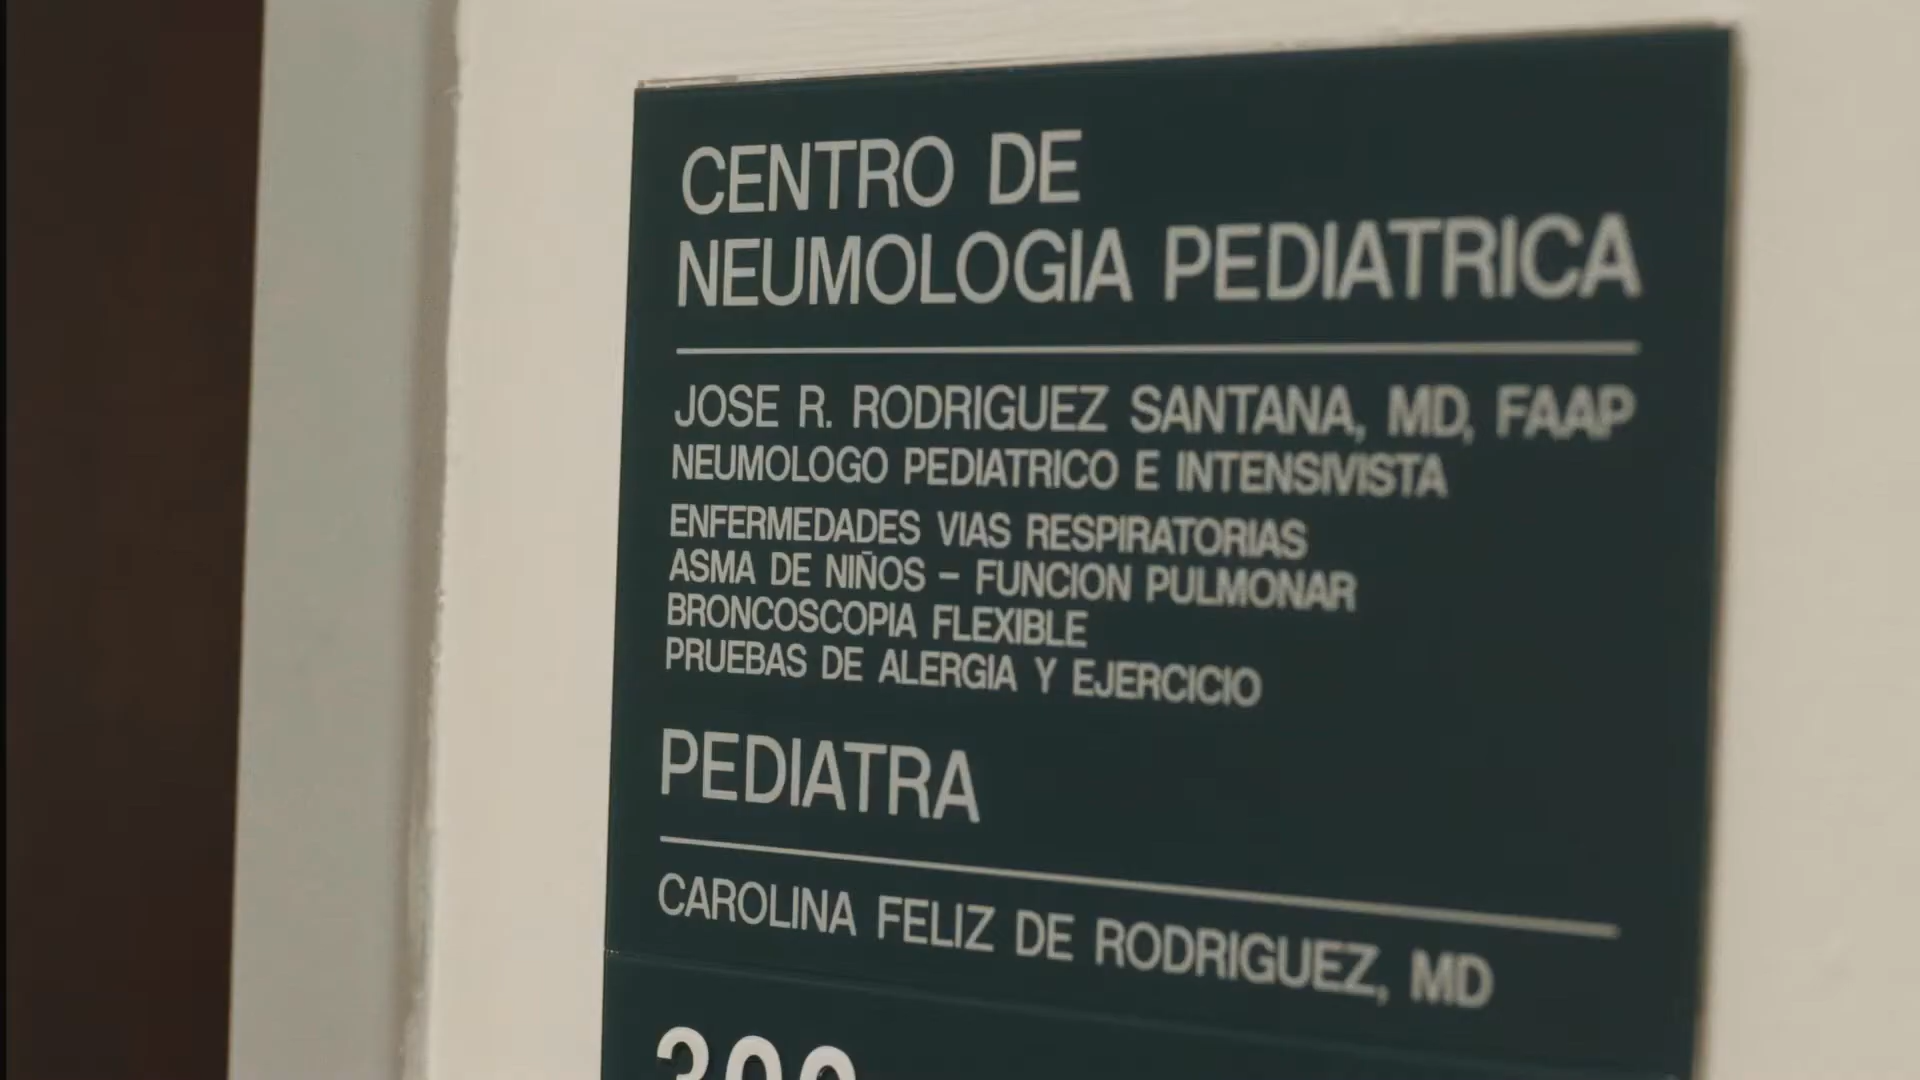 CENTRO DE
NEUMOLOGIA PEDIATRICA
JOSE R. RODRIGUEZ SANTANA, MD, FAAP
NEUMOLOGO PEDIATRICO E INTENSIVISTA
ENFERMEDADES VIAS RESPIRATORIAS
ASMA DE NIÑOS – FUNCION PULMONAR
BRONCOSCOPIA FLEXIBLE
PRUEBAS DE ALERGIA Y EJERCICIO
PEDIATRA
CAROLINA FELIZ DE RODRIGUEZ, MD